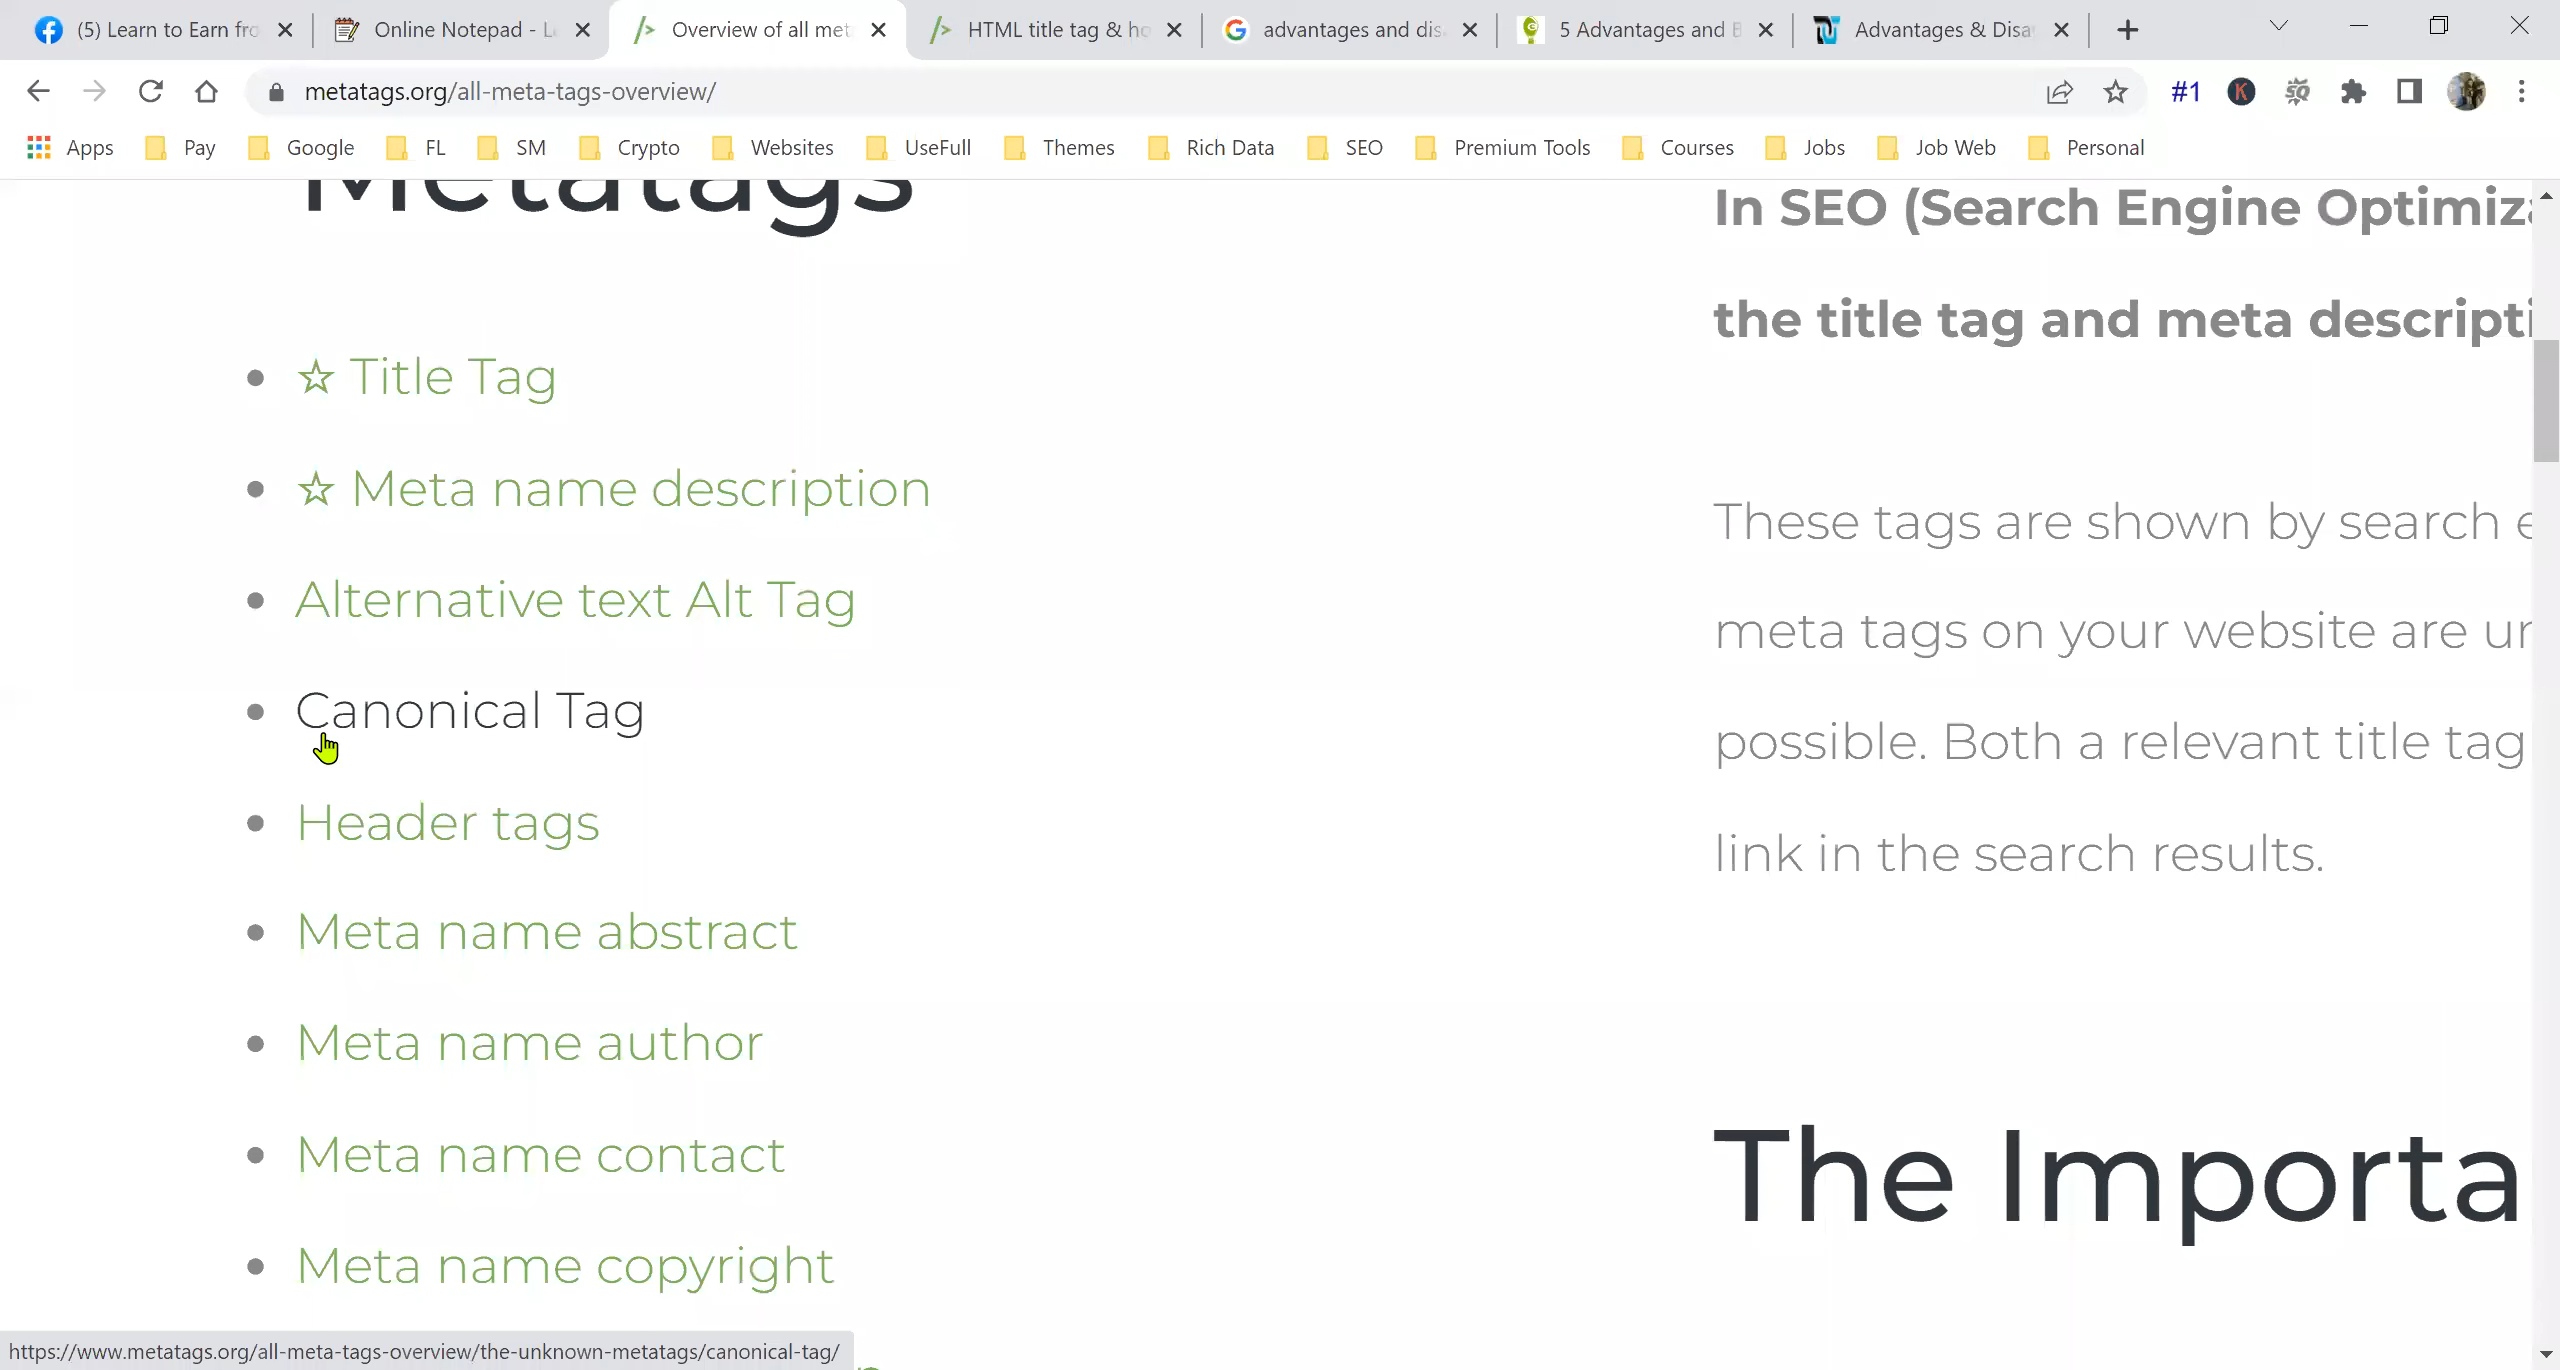 (5) Learn to Earn fro
Online Notepad - L
Overview of all met
HTML title tag & ho
advantages and dis
5 Advantages and
Advantages & Disa
metatags.org/all-meta-tags-overview/
#1
Apps
Pay
Google
FL
SM
Crypto
Websites
UseFull
Themes
Rich Data
SEO
Premium Tools
Courses
Jobs
Job Web
Personal
Metatags
☆ Title Tag
☆ Meta name description
Alternative text Alt Tag
Canonical Tag
Header tags
Meta name abstract
Meta name author
Meta name contact
Meta name copyright
In SEO (Search Engine Optimiz
the title tag and meta descripti
These tags are shown by search e
meta tags on your website are un
possible. Both a relevant title tag
link in the search results.
The Importa
https://www.metatags.org/all-meta-tags-overview/the-unknown-metatags/canonical-tag/